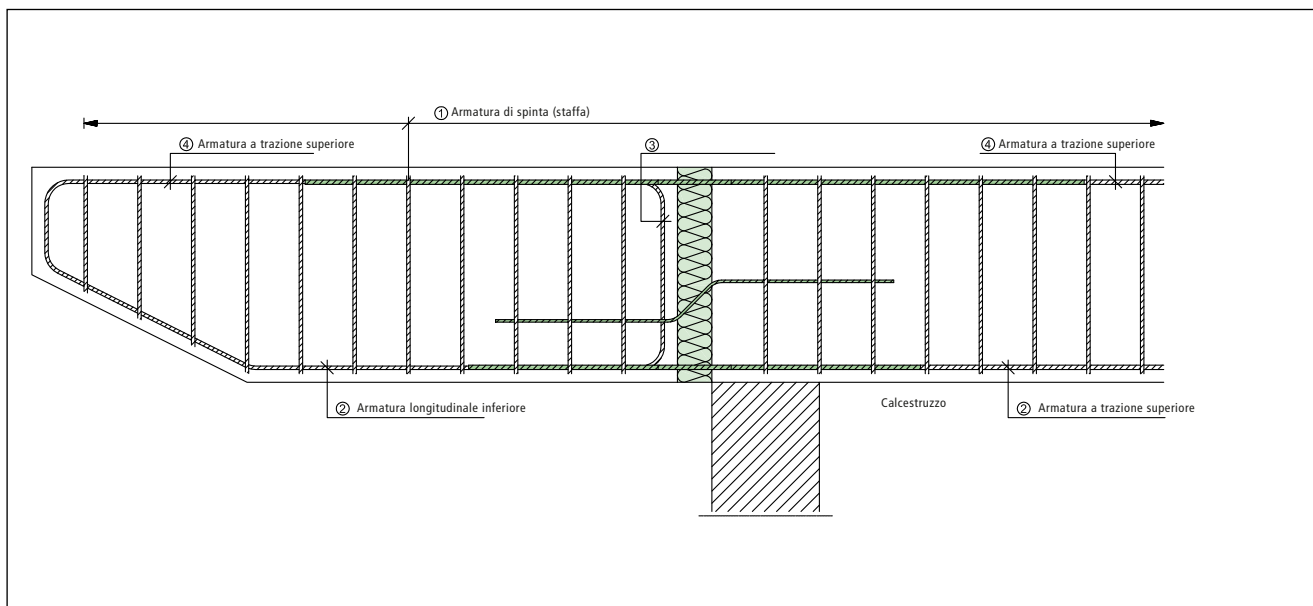 ① Armatura di spinta (staffa)
④ Armatura a trazione superiore
③
④ Armatura a trazione superiore
② Armatura longitudinale inferiore
Calcestruzzo
② Armatura a trazione superiore